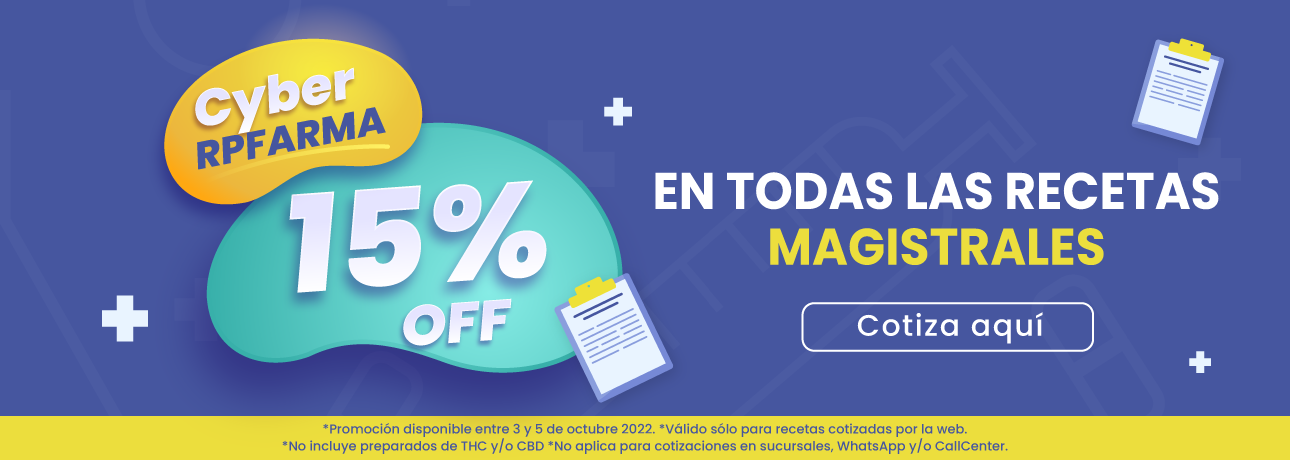 Cyber
RPFARMA
15%
OFF
EN TODAS LAS RECETAS
MAGISTRALES
Cotiza aquí
*Promoción disponible entre 3 y 5 de octubre 2022. *Válido sólo para recetas cotizadas por la web.
*No incluye preparados de THC y/o CBD *No aplica para cotizaciones en sucursales, WhatsApp y/o CallCenter.